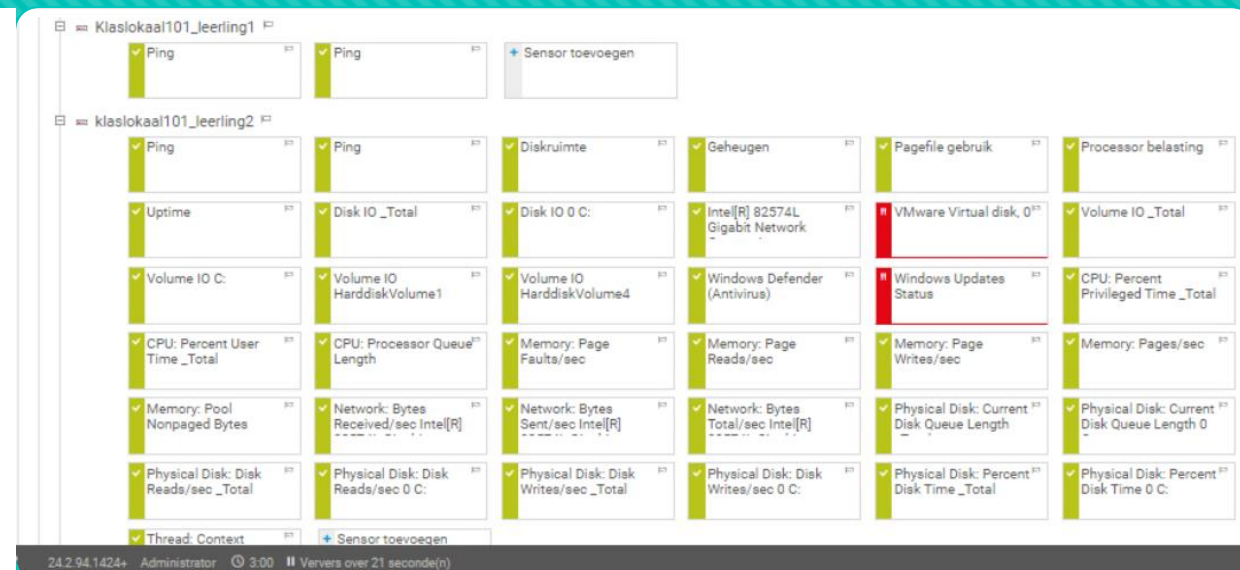 Klaslokaal101_leerling1
Ping
Ping
Sensor toevoegen
klaslokaal101_leerling2
Ping
Ping
Diskruimte
Geheugen
Pagefile gebruik
Processor belasting
Uptime
Disk IO _Total
Disk IO 0 C:
Intel[R] 82574L
Gigabit Network
VMware Virtual disk, 0
Volume IO _Total
Volume IO C:
Volume IO
HarddiskVolume1
Volume IO
HarddiskVolume4
Windows Defender
(Antivirus)
Windows Updates
Status
CPU: Percent
Privileged Time _Total
CPU: Percent User
Time _Total
CPU: Processor Queue
Length
Memory: Page
Faults/sec
Memory: Page
Reads/sec
Memory: Page
Writes/sec
Memory: Pages/sec
Memory: Pool
Nonpaged Bytes
Network: Bytes
Received/sec Intel[R]
Network: Bytes
Sent/sec Intel[R]
Network: Bytes
Total/sec Intel[R]
Physical Disk: Current
Disk Queue Length
Physical Disk: Current
Disk Queue Length 0
Physical Disk: Disk
Reads/sec _Total
Physical Disk: Disk
Reads/sec 0 C:
Physical Disk: Disk
Writes/sec _Total
Physical Disk: Disk
Writes/sec 0 C:
Physical Disk: Percent
Disk Time _Total
Physical Disk: Percent
Disk Time 0 C:
Thread: Context
Sensor toevoegen
24.2.94.1424+ Administrator 3:00 Ververs over 21 seconde(n)